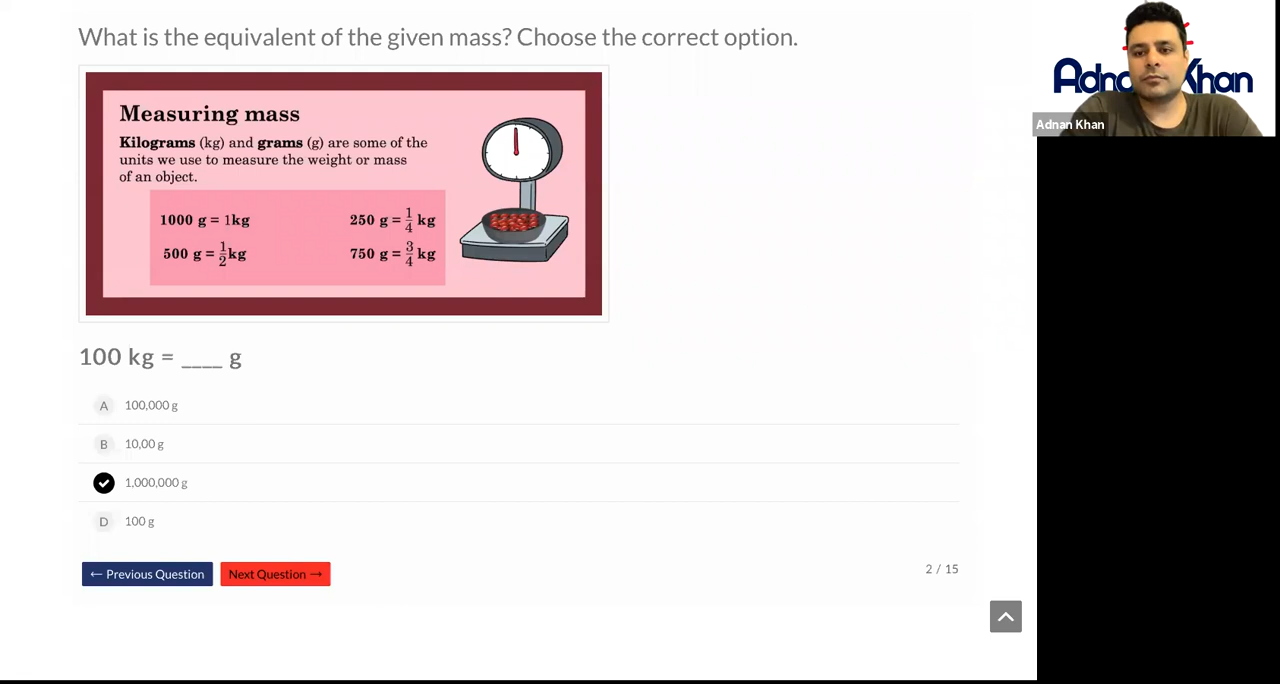 What is the equivalent of the given mass? Choose the correct option.
Measuring mass
Kilograms (kg) and grams (g) are some of the
units we use to measure the weight or mass
of an object.
1000 g = 1kg
250 g = 1/4 kg
500 g = 1/2 kg
750 g = 3/4 kg
100 kg = ____ g
A 100,000 g
B 10,00 g
1,000,000 g
D 100 g
← Previous Question
Next Question →
2 / 15
Khan
Adnan Khan